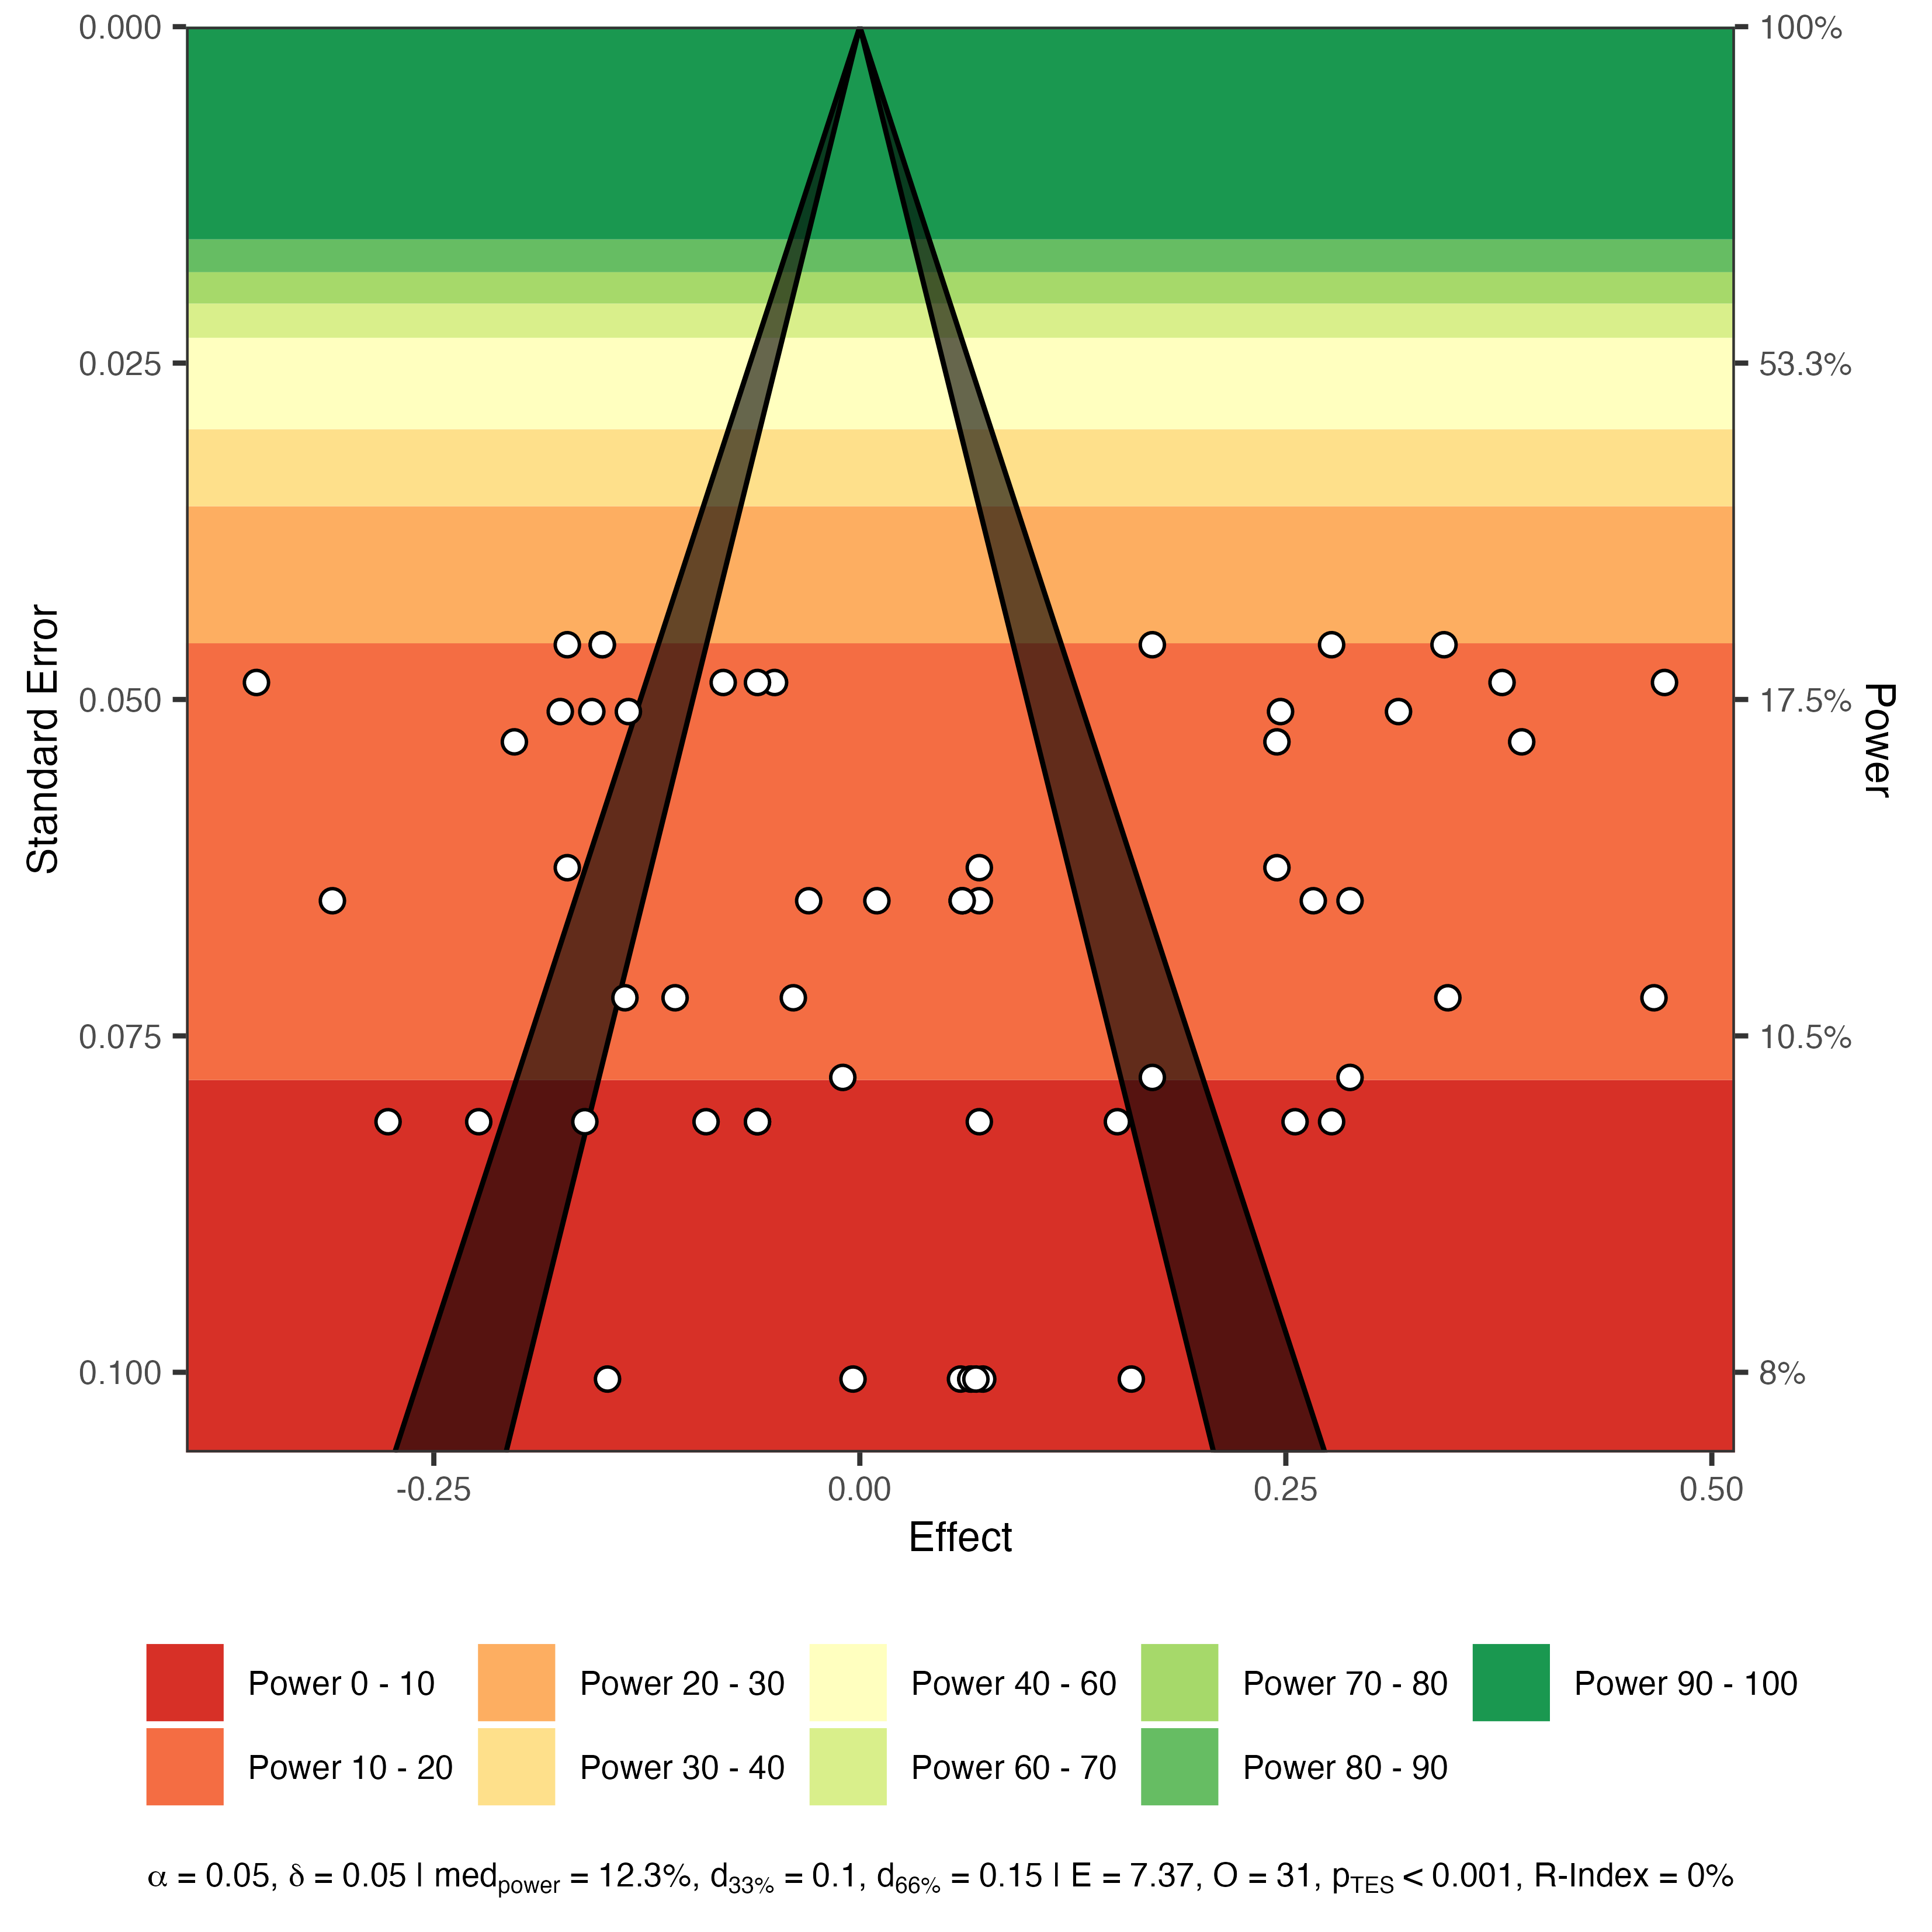 0.000
100%
0.025
53.3%
0.050
17.5%
0.075
10.5%
0.100
8%
Standard Error
Power
-0.25 0.00 0.25 0.50
Effect
Power 0 - 10 Power 20 - 30 Power 40 - 60 Power 70 - 80 Power 90 - 100
Power 10 - 20 Power 30 - 40 Power 60 - 70 Power 80 - 90
α = 0.05, δ = 0.05 | medpower = 12.3%, d33% = 0.1, d66% = 0.15 | E = 7.37, O = 31, pTES < 0.001, R-Index = 0%